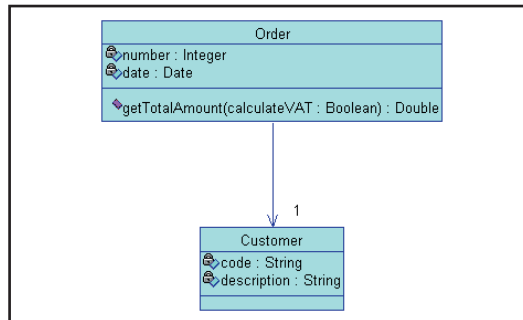 Order
number : Integer
date : Date
getTotalAmount(calculateVAT : Boolean) : Double
1
Customer
code : String
description : String